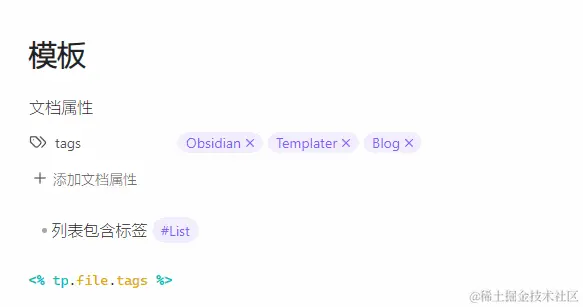 模板
文档属性
tags Obsidian × Templater × Blog ×
+ 添加文档属性
• 列表包含标签 #List
<% tp.file.tags %>
@稀土掘金技术社区